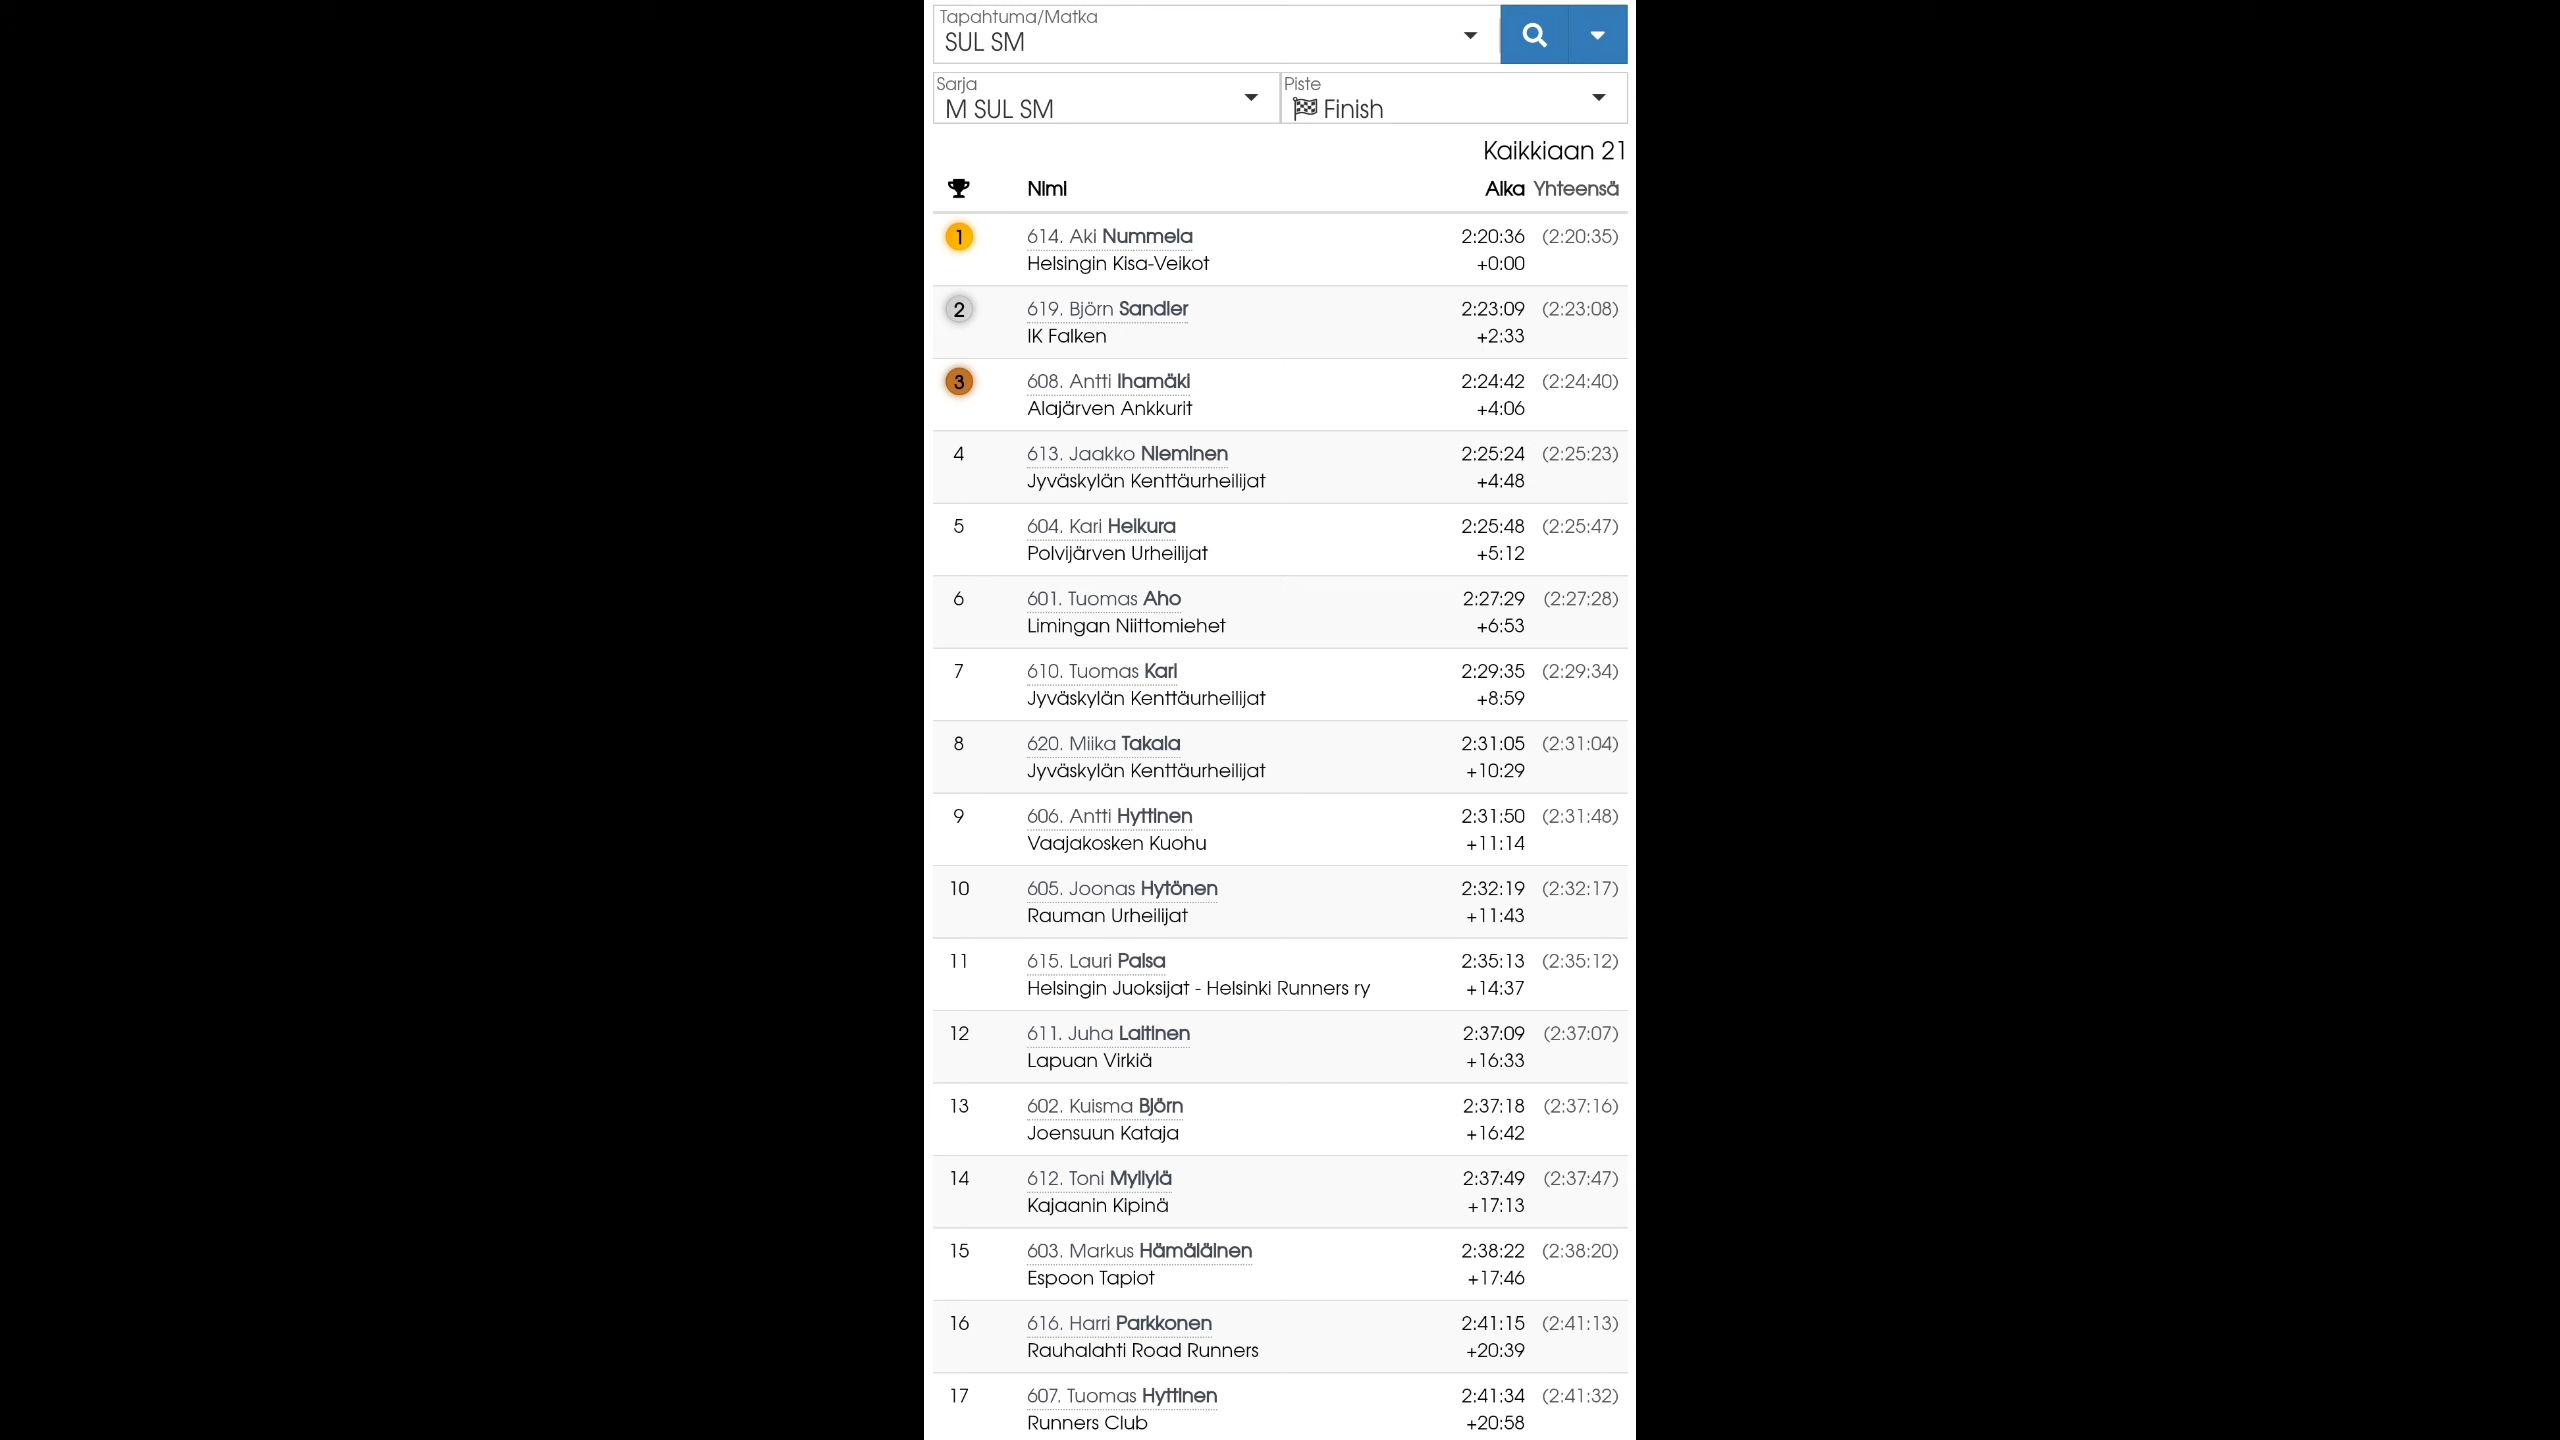 Tapahtuma/Matka
SUL SM
Sarja
M SUL SM
Piste
Finish
Kaikkiaan 21
Nimi Aika Yhteensä
1 614. Aki Nummela 2:20:36 (2:20:35)
Helsingin Kisa-Veikot +0:00
2 619. Björn Sandler 2:23:09 (2:23:08)
IK Falken +2:33
3 608. Antti Ihamäki 2:24:42 (2:24:40)
Alajärven Ankkurit +4:06
4 613. Jaakko Nieminen 2:25:24 (2:25:23)
Jyväskylän Kenttäurheilijat +4:48
5 604. Kari Heikura 2:25:48 (2:25:47)
Polvijärven Urheilijat +5:12
6 601. Tuomas Aho 2:27:29 (2:27:28)
Limingan Niittomiehet +6:53
7 610. Tuomas Kari 2:29:35 (2:29:34)
Jyväskylän Kenttäurheilijat +8:59
8 620. Miika Takala 2:31:05 (2:31:04)
Jyväskylän Kenttäurheilijat +10:29
9 606. Antti Hyttinen 2:31:50 (2:31:48)
Vaajakosken Kuohu +11:14
10 605. Joonas Hytönen 2:32:19 (2:32:17)
Rauman Urheilijat +11:43
11 615. Lauri Palsa 2:35:13 (2:35:12)
Helsingin Juoksijat - Helsinki Runners ry +14:37
12 611. Juha Laitinen 2:37:09 (2:37:07)
Lapuan Virkiä +16:33
13 602. Kuisma Björn 2:37:18 (2:37:16)
Joensuun Kataja +16:42
14 612. Toni Myllylä 2:37:49 (2:37:47)
Kajaanin Kipinä +17:13
15 603. Markus Hämäläinen 2:38:22 (2:38:20)
Espoon Tapiot +17:46
16 616. Harri Parkkonen 2:41:15 (2:41:13)
Rauhalahti Road Runners +20:39
17 607. Tuomas Hyttinen 2:41:34 (2:41:32)
Runners Club +20:58